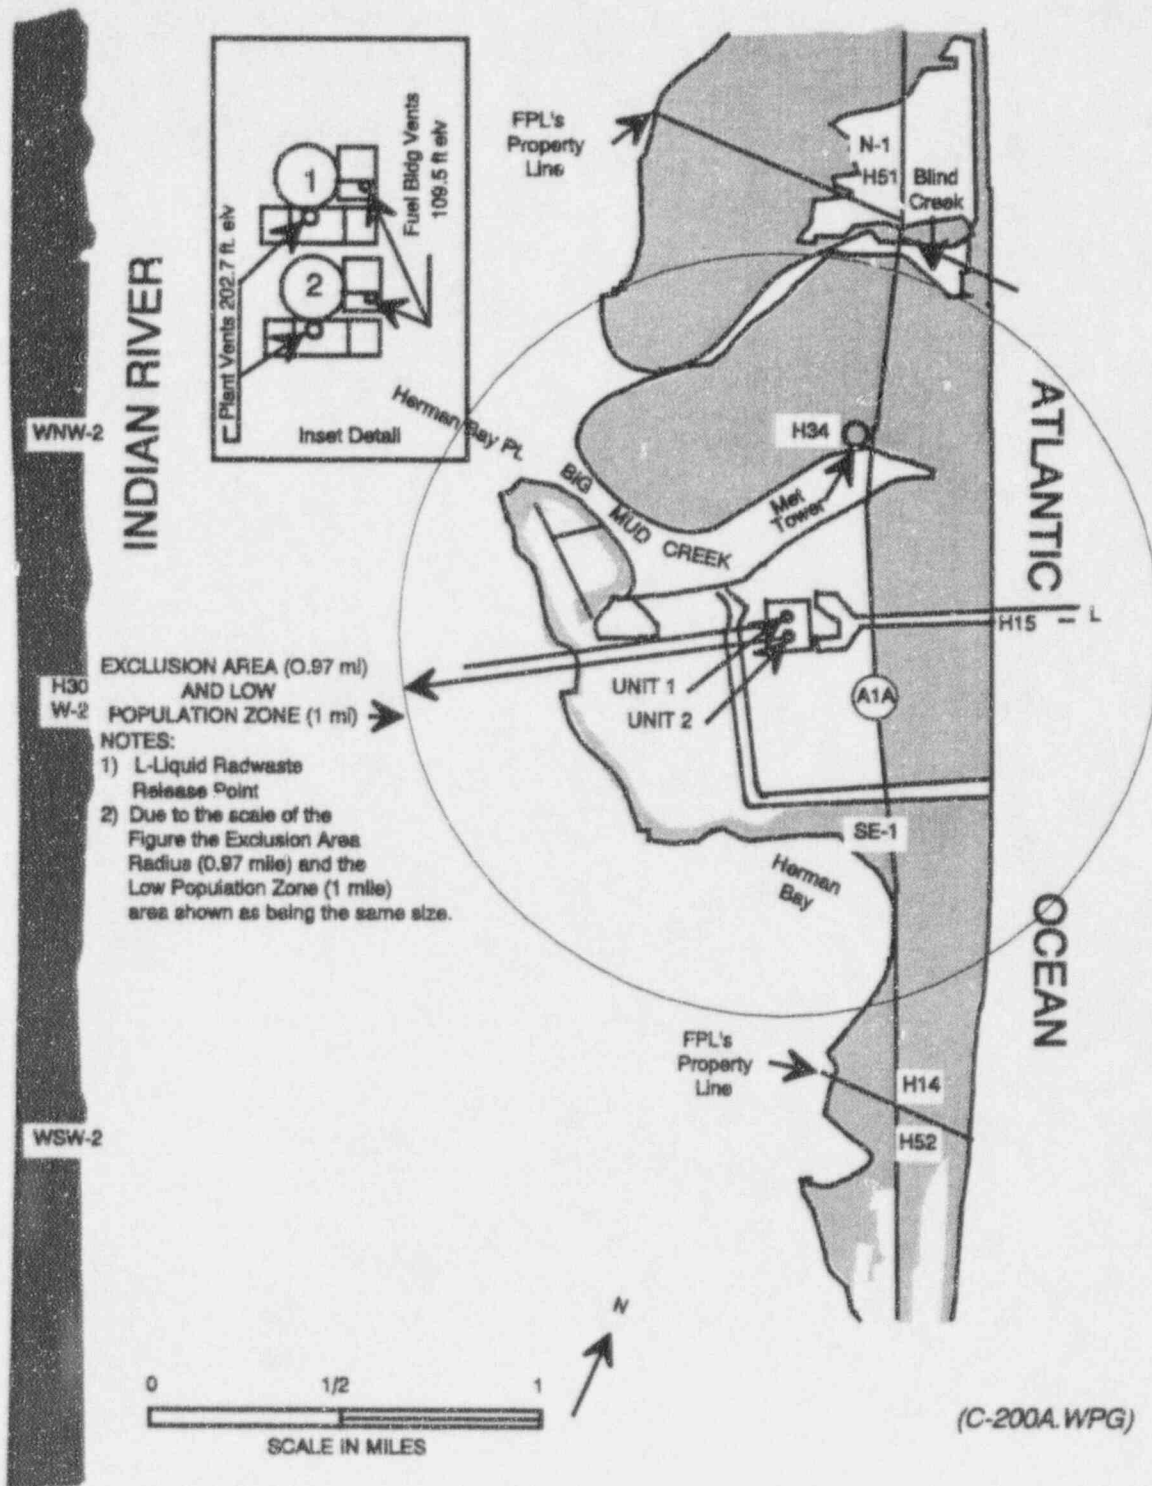 1
2
Plant Vents 202.7 ft. elv
Fuel Bldg Vents
109.5 ft elv
Inset Detail
FPL's
Property
Line
N-1
H51
Blind
Creek
INDIAN RIVER
WNW-2
Herman Bay Pt.
BIG MUD CREEK
H34
Met
Tower
ATLANTIC
OCEAN
H15
L
UNIT 1
UNIT 2
A1A
H30
W-2
EXCLUSION AREA (0.97 mi)
AND LOW
POPULATION ZONE (1 mi)
NOTES:
1) L-Liquid Radwaste
Release Point
2) Due to the scale of the
Figure the Exclusion Area
Radius (0.97 mile) and the
Low Population Zone (1 mile)
area shown as being the same size.
SE-1
Herman
Bay
FPL's
Property
Line
H14
H52
WSW-2
N
0 1/2 1
SCALE IN MILES
(C-200A.WPG)